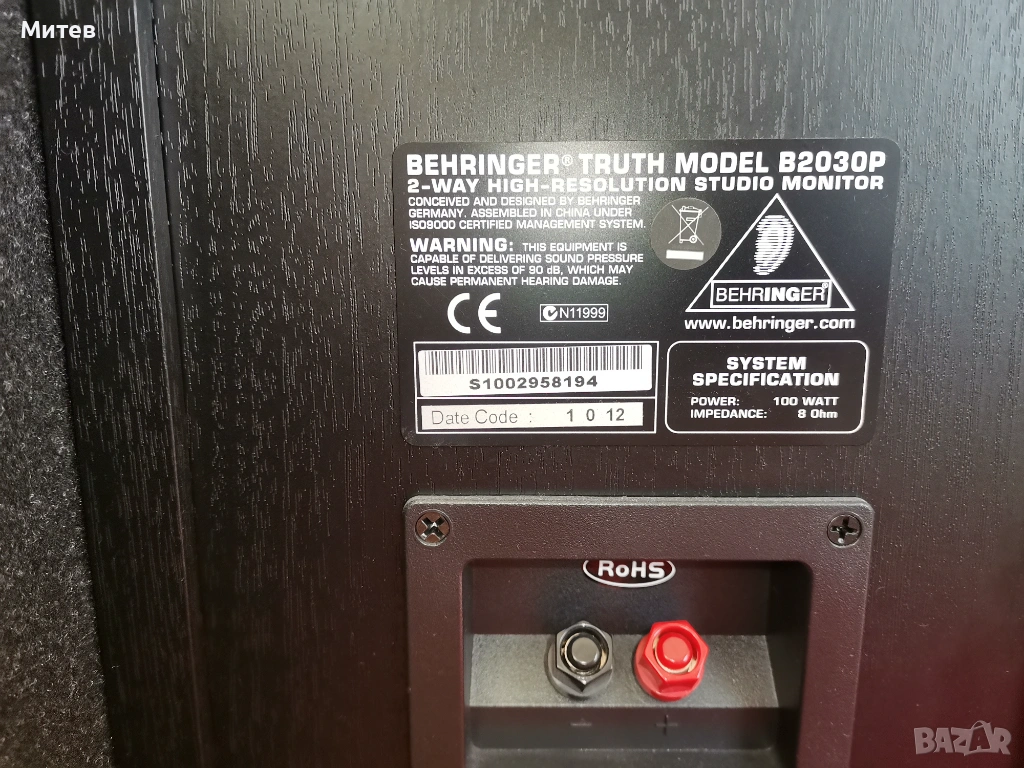 Митев
BEHRINGER® TRUTH MODEL B2030P
2-WAY HIGH-RESOLUTION STUDIO MONITOR
CONCEIVED AND DESIGNED BY BEHRINGER
GERMANY. ASSEMBLED IN CHINA UNDER
ISO9000 CERTIFIED MANAGEMENT SYSTEM.
WARNING: THIS EQUIPMENT IS
CAPABLE OF DELIVERING SOUND PRESSURE
LEVELS IN EXCESS OF 90 dB, WHICH MAY
CAUSE PERMANENT HEARING DAMAGE.
CE
N11999
BEHRINGER®
www.behringer.com
S1002958194
Date Code : 1 0 12
SYSTEM
SPECIFICATION
POWER: 100 WATT
IMPEDANCE: 8 Ohm
RoHS
- +
BAZAR